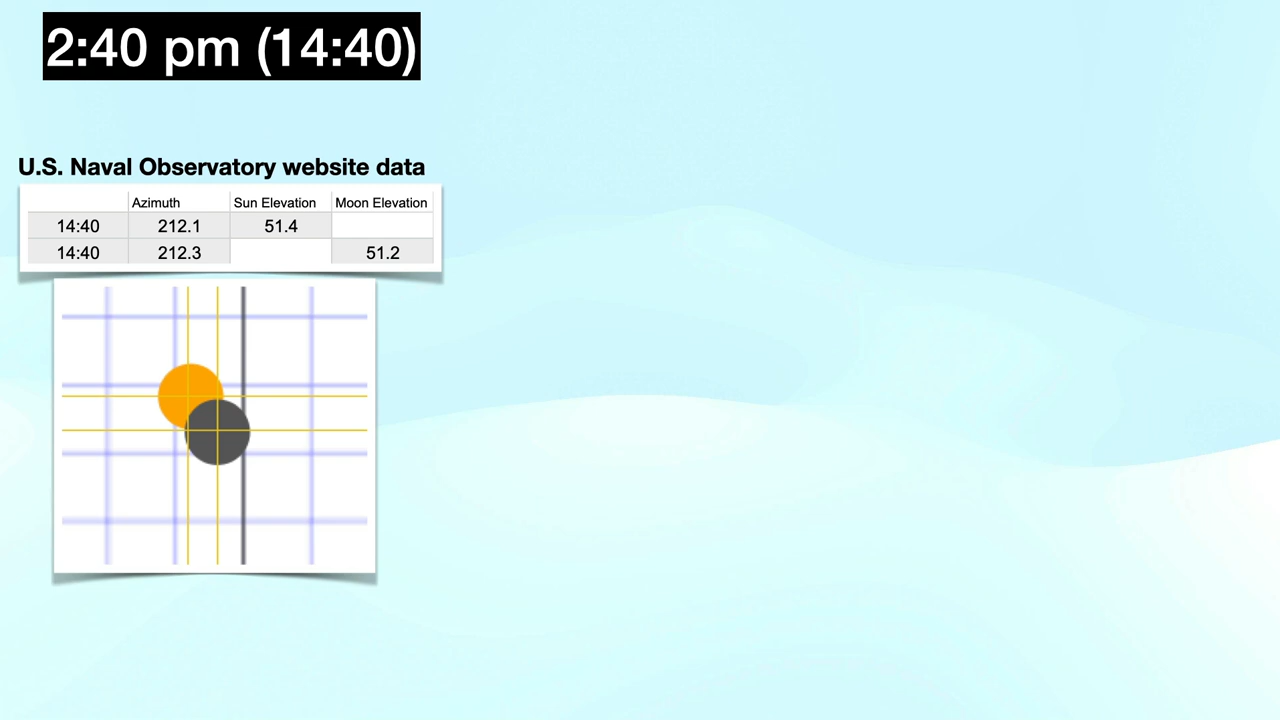 2:40 pm (14:40)
U.S. Naval Observatory website data
Azimuth Sun Elevation Moon Elevation
14:40 212.1 51.4
14:40 212.3 51.2